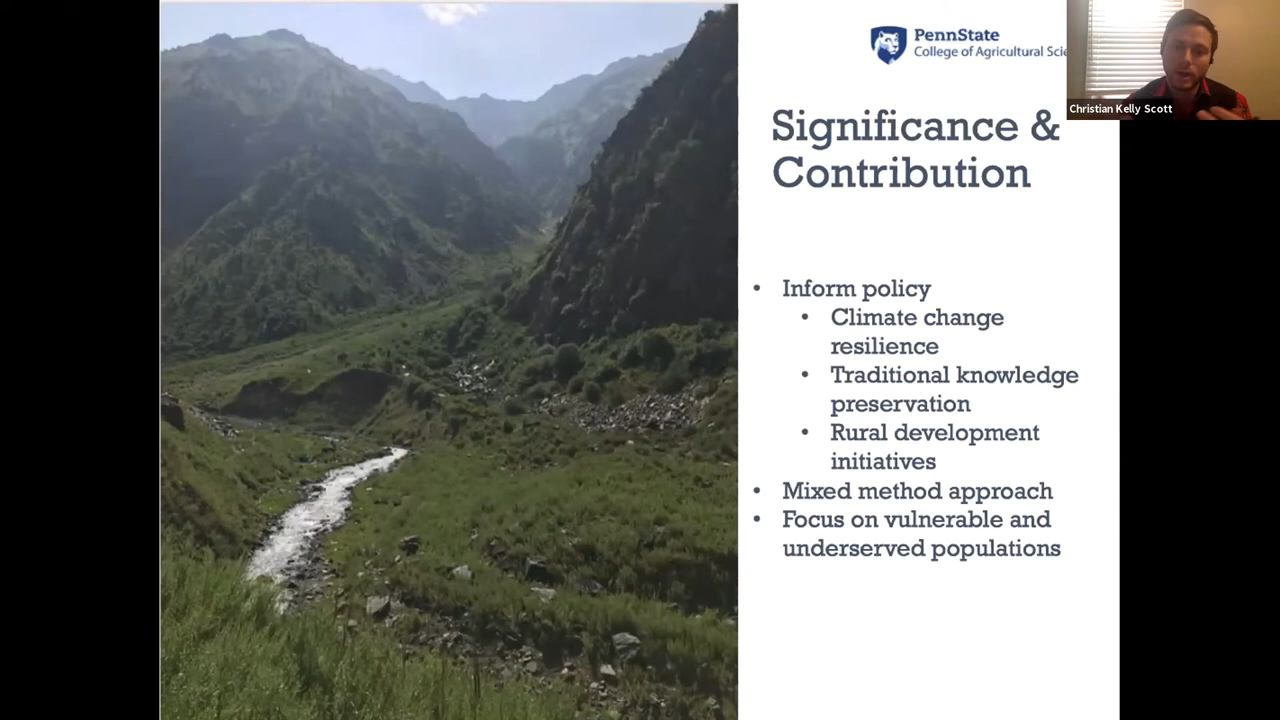 PennState
College of Agricultural
Christian Kelly Scott
Significance &
Contribution
• Inform policy
• Climate change
resilience
• Traditional knowledge
preservation
• Rural development
initiatives
• Mixed method approach
• Focus on vulnerable and
underserved populations